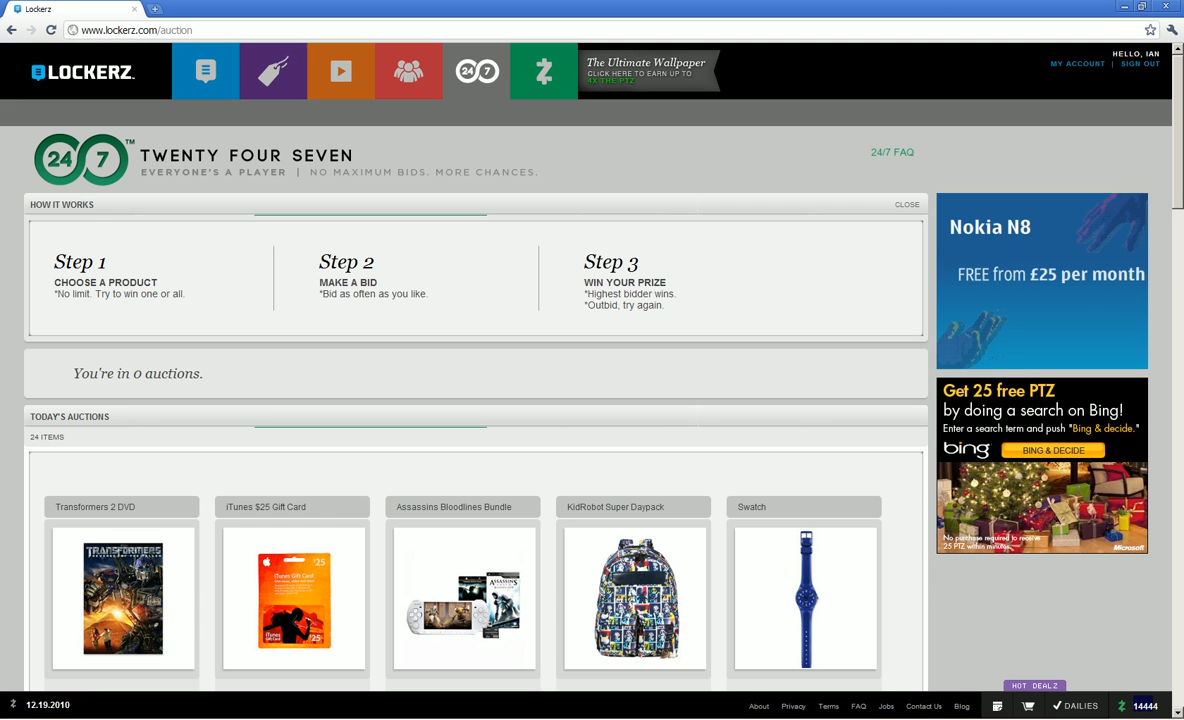 Lockerz
www.lockerz.com/auction
LOCKERZ.
24 7
The Ultimate Wallpaper
CLICK HERE TO EARN UP TO
4X THE PTZ
HELLO, IAN
MY ACCOUNT | SIGN OUT
24 7 TM
TWENTY FOUR SEVEN
EVERYONE'S A PLAYER | NO MAXIMUM BIDS. MORE CHANCES.
24/7 FAQ
HOW IT WORKS
CLOSE
Step 1
CHOOSE A PRODUCT
*No limit. Try to win one or all.
Step 2
MAKE A BID
*Bid as often as you like.
Step 3
WIN YOUR PRIZE
*Highest bidder wins.
*Outbid, try again.
Nokia N8
FREE from £25 per month
You're in 0 auctions.
Get 25 free PTZ
by doing a search on Bing!
Enter a search term and push "Bing & decide."
bing
BING & DECIDE
No purchase required to receive
25 PTZ within minutes.
Microsoft
TODAY'S AUCTIONS
24 ITEMS
Transformers 2 DVD
iTunes $25 Gift Card
Assassins Bloodlines Bundle
KidRobot Super Daypack
Swatch
TRANSFORMERS
$25
iTunes Gift Card
iTunes
Gift Card
$25
ASSASSIN'S
HOT DEALZ
12.19.2010
About
Privacy
Terms
FAQ
Jobs
Contact Us
Blog
DAILIES
14444